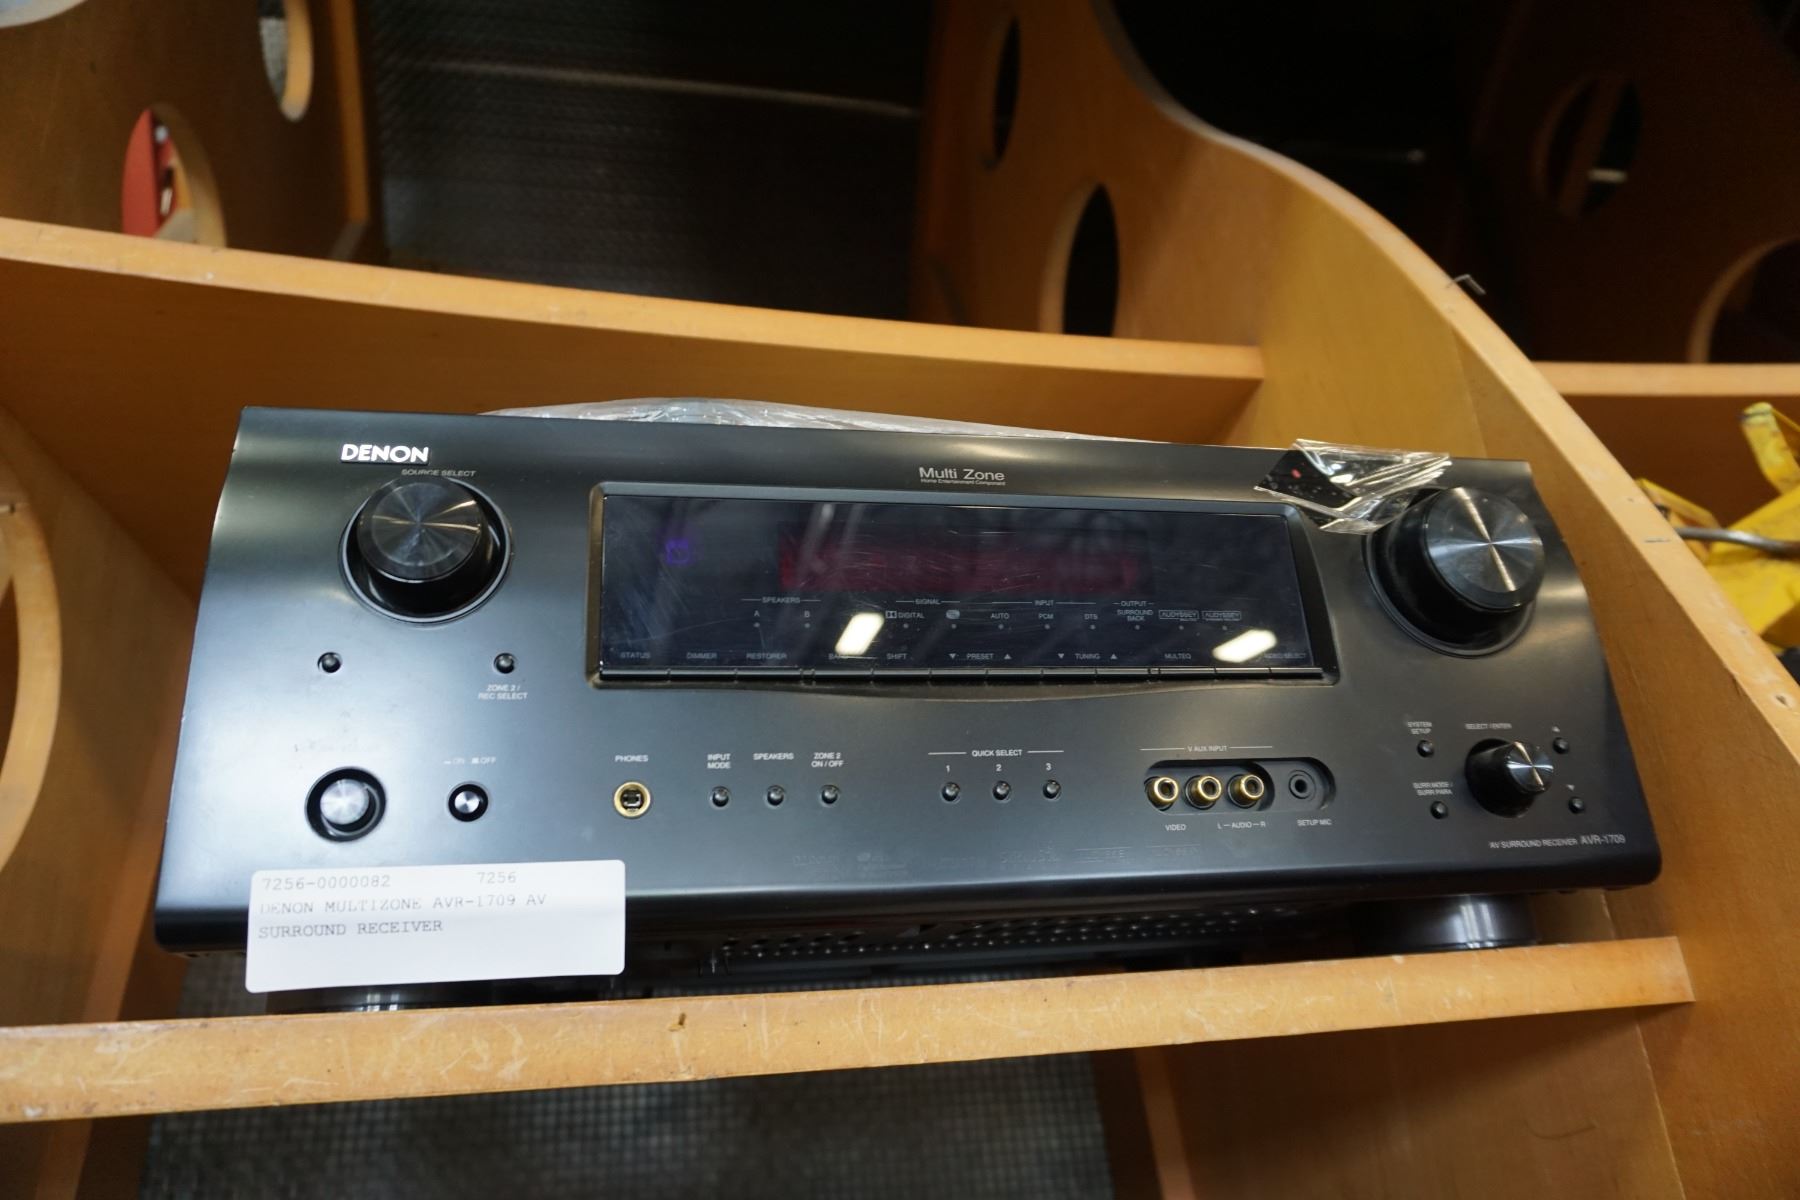 DENON
SOURCE SELECT
Multi Zone
Home Entertainment Component
SPEAKERS
A B
SIGNAL
DIGITAL
INPUT
AUTO PCM DTS
OUTPUT
SURROUND
BACK
AUDYSSEY
AUDYSSEY
STATUS DIMMER RESTORER BAND SHIFT ▼ PRESET ▲ ▼ TUNING ▲ MULTEQ
ZONE 2 /
REC SELECT
ON OFF
PHONES
INPUT
MODE
SPEAKERS
ZONE 2
ON / OFF
QUICK SELECT
1 2 3
V AUX INPUT
VIDEO L — AUDIO — R SETUP MIC
SYSTEM
SETUP
SELECT / ENTER
SURR MODE /
SURR PARA
AV SURROUND RECEIVER AVR-1709
7256-0000082 7256
DENON MULTIZONE AVR-1709 AV
SURROUND RECEIVER